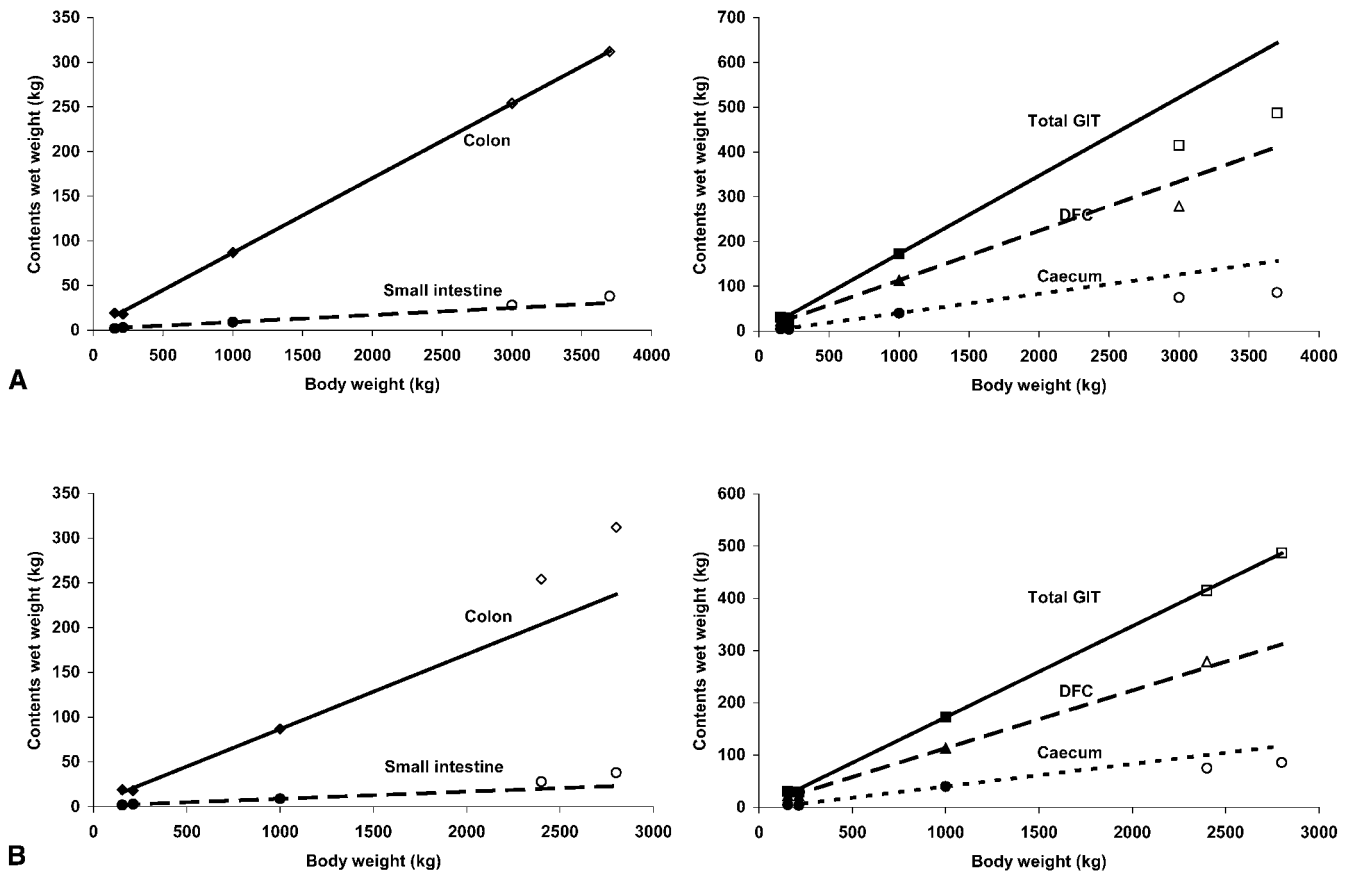 350
300
250
200
150
100
50
0
Contents wet weight (kg)
Colon
Small intestine
0 500 1000 1500 2000 2500 3000 3500 4000
Body weight (kg)
A
700
600
500
400
300
200
100
0
Contents wet weight (kg)
Total GIT
DFC
Caecum
0 500 1000 1500 2000 2500 3000 3500 4000
Body weight (kg)
350
300
250
200
150
100
50
0
Contents wet weight (kg)
Colon
Small intestine
0 500 1000 1500 2000 2500 3000
Body weight (kg)
B
600
500
400
300
200
100
0
Contents wet weight (kg)
Total GIT
DFC
Caecum
0 500 1000 1500 2000 2500 3000
Body weight (kg)